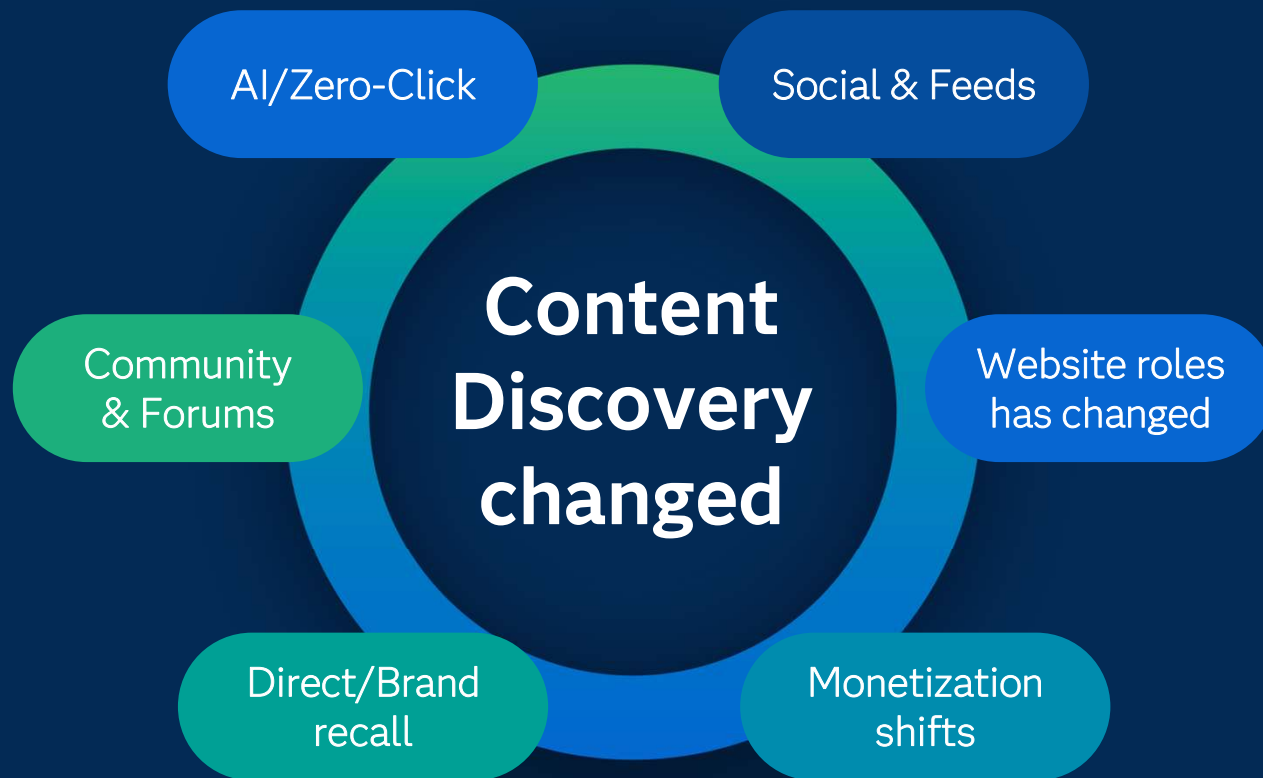 AI/Zero-Click
Social & Feeds
Content
Discovery
changed
Community
& Forums
Website roles
has changed
Direct/Brand
recall
Monetization
shifts